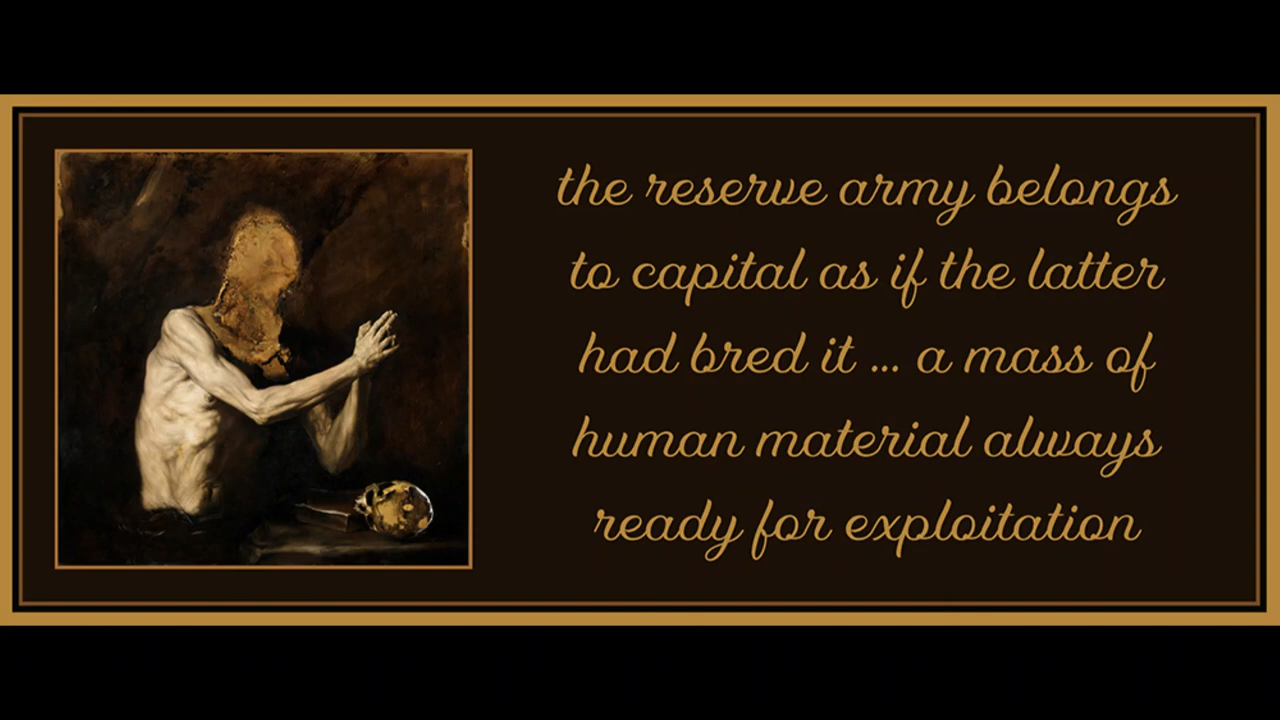 the reserve army belongs
to capital as if the latter
had bred it ... a mass of
human material always
ready for exploitation